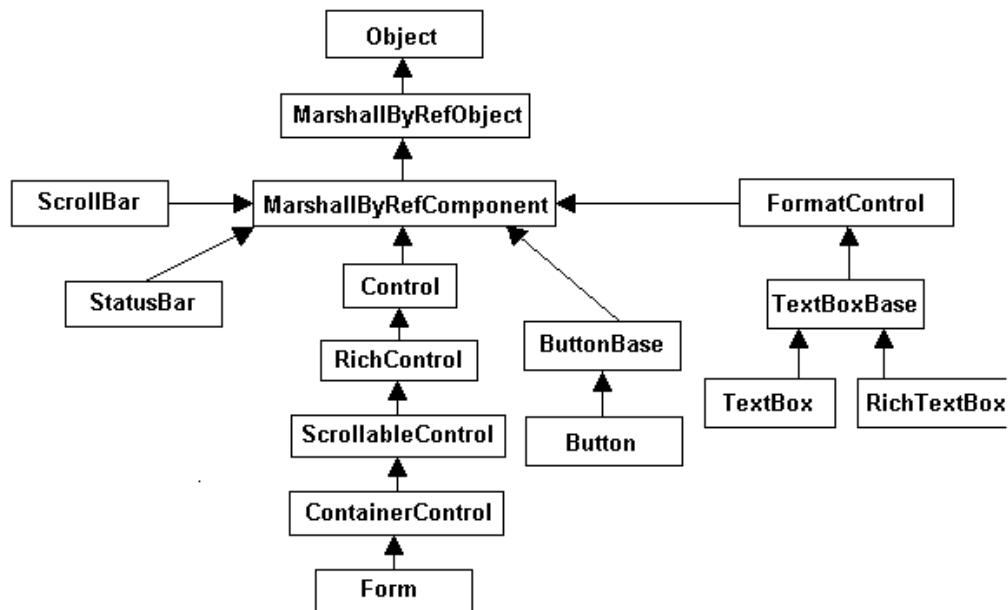 Object
MarshallByRefObject
ScrollBar
MarshallByRefComponent
FormatControl
StatusBar
Control
TextBoxBase
ButtonBase
RichControl
TextBox
RichTextBox
ScrollableControl
Button
ContainerControl
Form